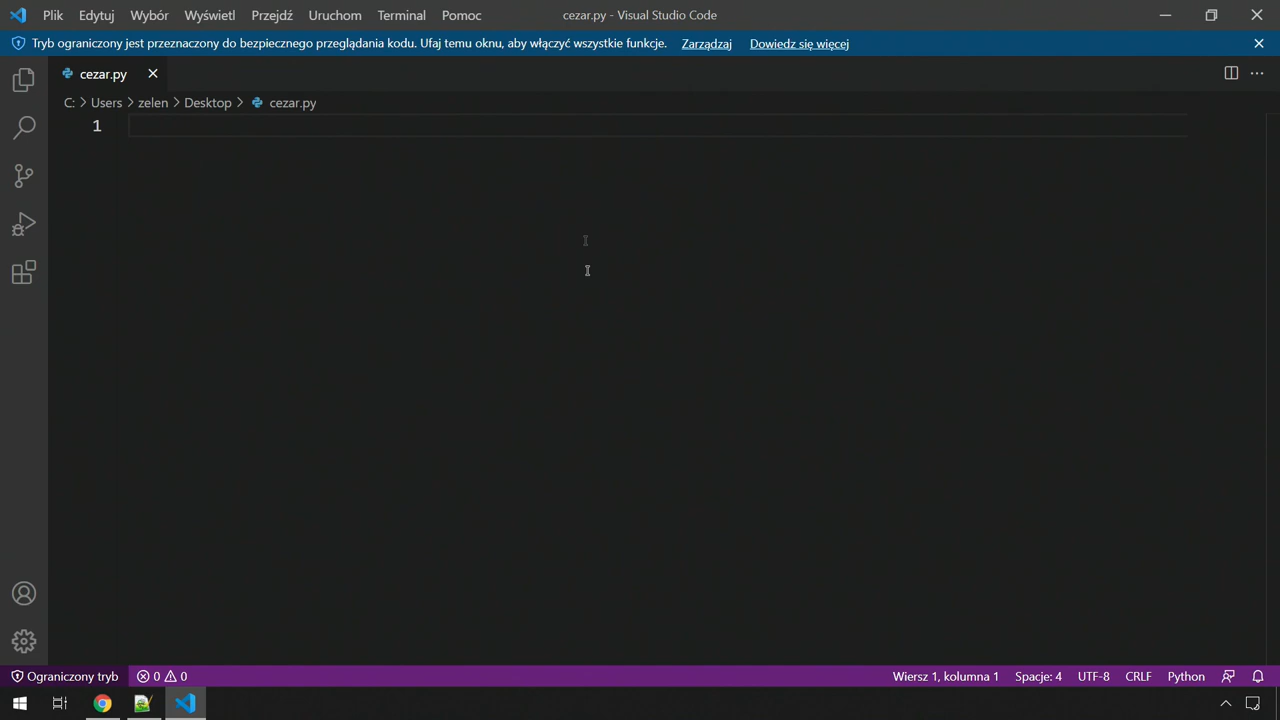 Plik Edytuj Wybór Wyświetl Przejdź Uruchom Terminal Pomoc cezar.py - Visual Studio Code
Tryb ograniczony jest przeznaczony do bezpiecznego przeglądania kodu. Ufaj temu oknu, aby włączyć wszystkie funkcje. Zarządzaj Dowiedz się więcej
cezar.py
C: Users zelen Desktop cezar.py
1
Ograniczony tryb 0 0 Wiersz 1, kolumna 1 Spacje: 4 UTF-8 CRLF Python